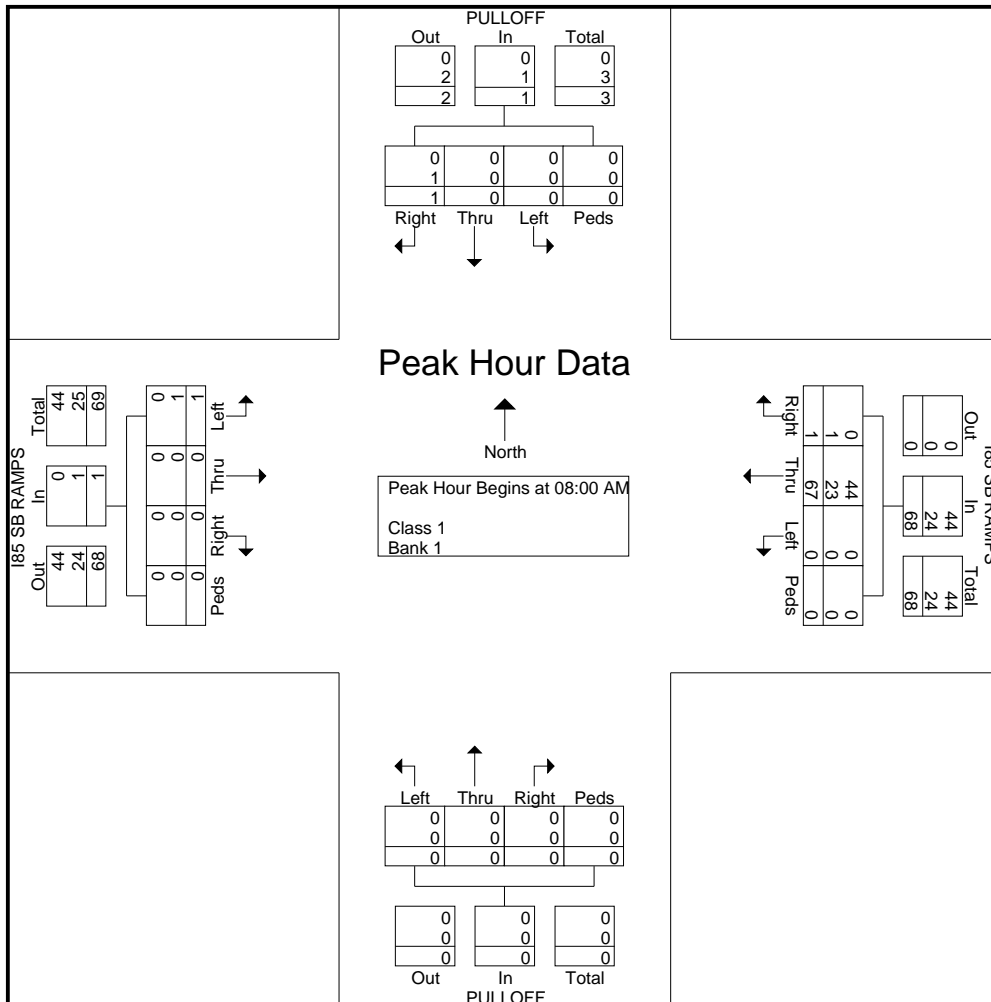 PULLOFF
Out In Total
0 0 0
2 1 3
2 1 3
0 0 0 0
1 0 0 0
1 0 0 0
Right Thru Left Peds
Peak Hour Data
North
Peak Hour Begins at 08:00 AM
Class 1
Bank 1
I85 SB RAMPS
Total In Out
44 0 44
25 1 24
69 1 68
Left Thru Right Peds
0 0 0 0
1 0 0 0
1 0 0 0
I85 SB RAMPS
Out In Total
0 44 44
0 24 24
0 68 68
Right Thru Left Peds
0 44 0 0
1 23 0 0
1 67 0 0
Left Thru Right Peds
0 0 0 0
0 0 0 0
0 0 0 0
0 0 0
0 0 0
0 0 0
Out In Total
PULLOFF